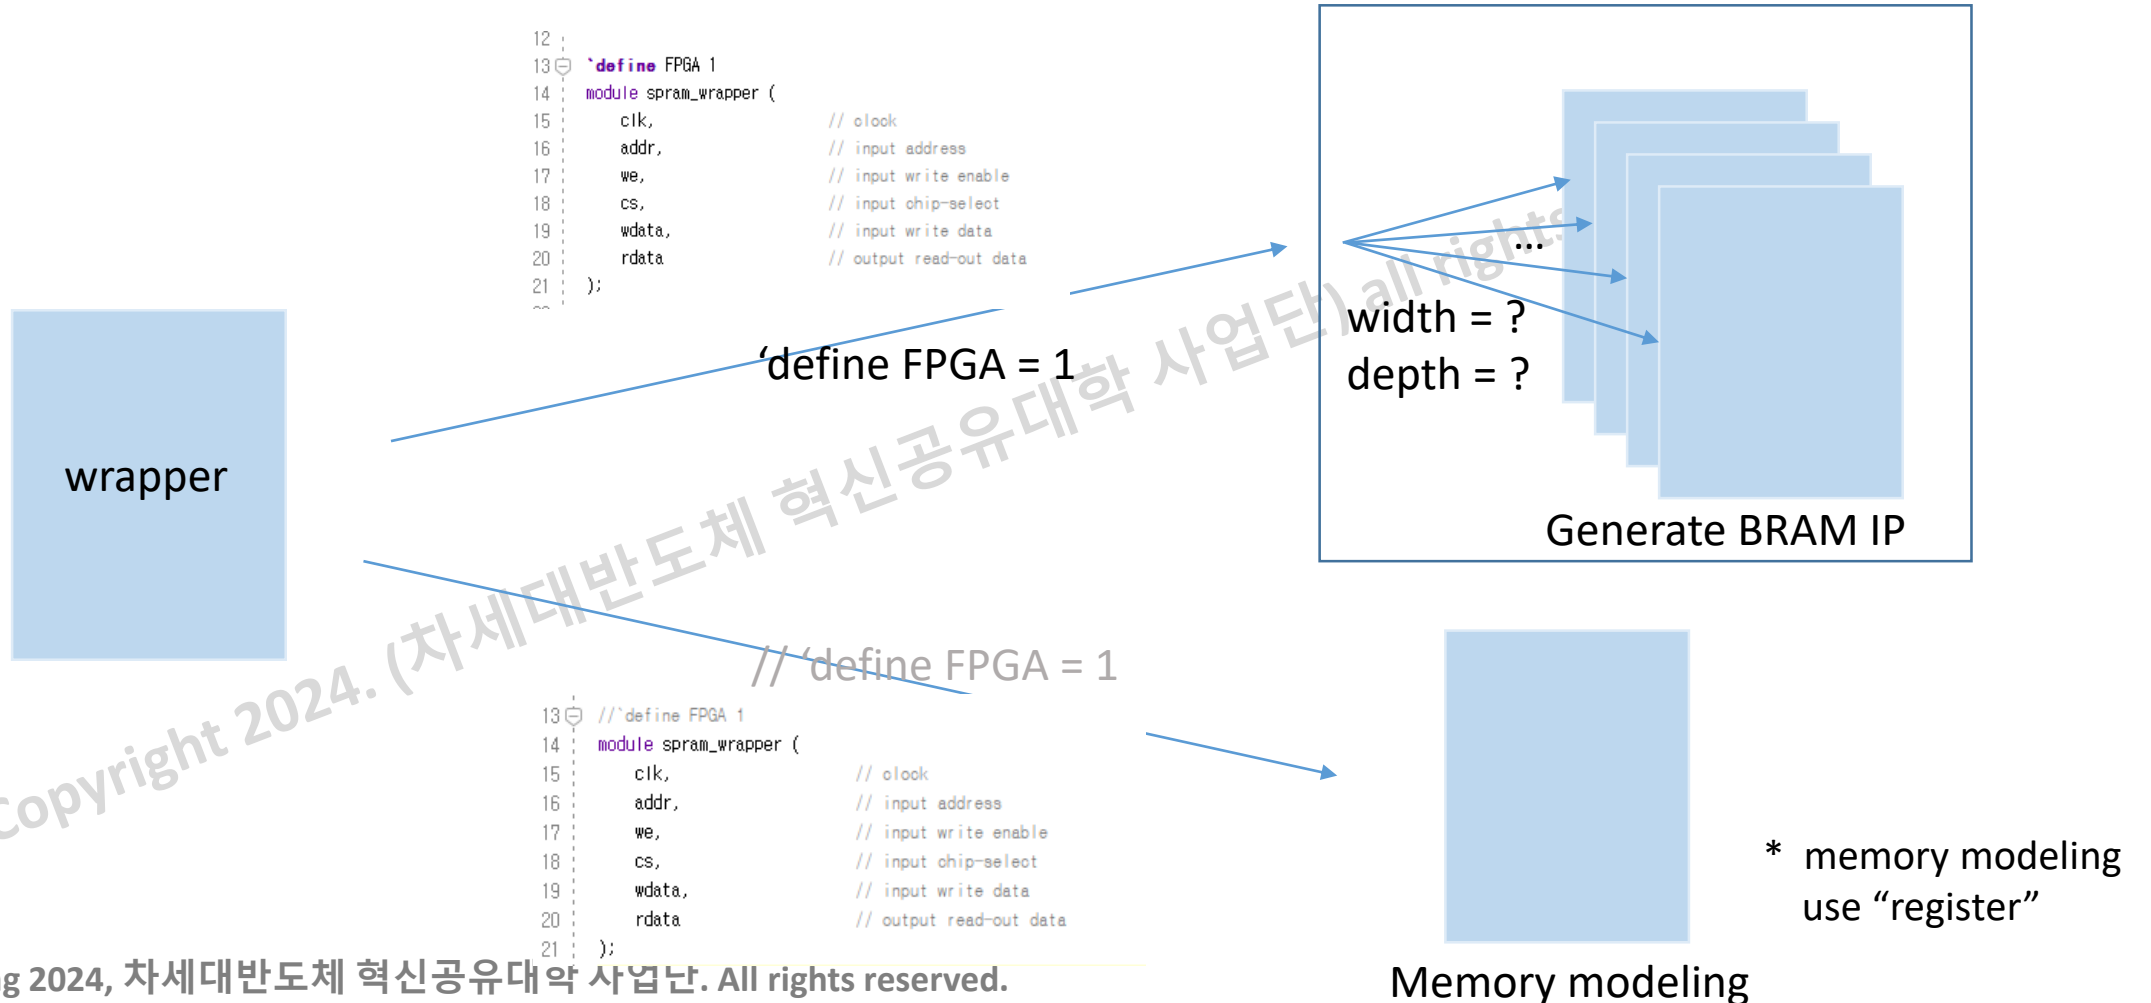 12
13 `define FPGA 1
14 module spram_wrapper (
15 clk, // clock
16 addr, // input address
17 we, // input write enable
18 cs, // input chip-select
19 wdata, // input write data
20 rdata // output read-out data
21 );
‘define FPGA = 1
wrapper
...
width = ?
depth = ?
Generate BRAM IP
// ‘define FPGA = 1
13 //`define FPGA 1
14 module spram_wrapper (
15 clk, // clock
16 addr, // input address
17 we, // input write enable
18 cs, // input chip-select
19 wdata, // input write data
20 rdata // output read-out data
21 );
* memory modeling
use “register”
Memory modeling
Copyright 2024. (차세대반도체 혁신공유대학 사업단) all rights
2024, 차세대반도체 혁신공유대학 사업단. All rights reserved.